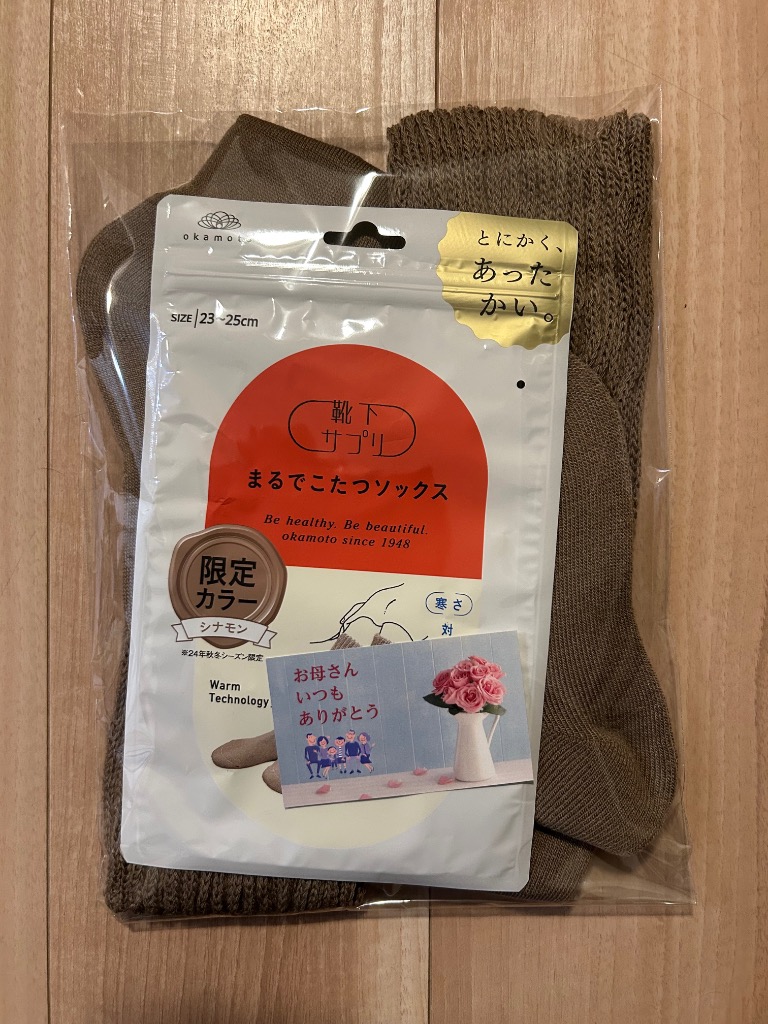 okamoto
とにかく、
あった
かい。
SIZE 23~25cm
靴下
サプリ
まるでこたつソックス
Be healthy. Be beautiful.
okamoto since 1948
限定
カラー
シナモン
※24年秋冬シーズン限定
寒さ
対
Warm
Technology
お母さん
いつも
ありがとう